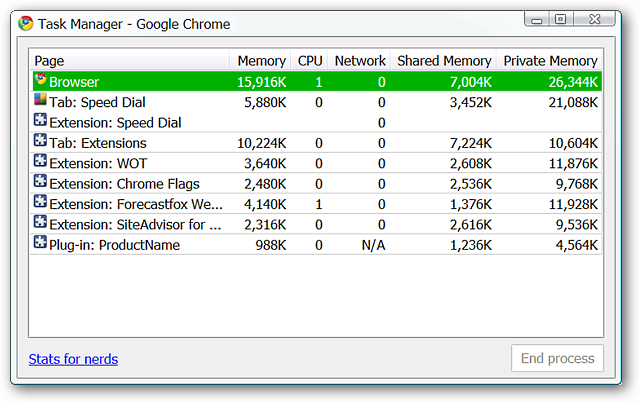 Task Manager - Google Chrome
Page Memory CPU Network Shared Memory Private Memory
Browser 15,916K 1 0 7,004K 26,344K
Tab: Speed Dial 5,880K 0 0 3,452K 21,088K
Extension: Speed Dial 0
Tab: Extensions 10,224K 0 0 7,224K 10,604K
Extension: WOT 3,640K 0 0 2,608K 11,876K
Extension: Chrome Flags 2,480K 0 0 2,536K 9,768K
Extension: Forecastfox We... 4,140K 1 0 1,376K 11,928K
Extension: SiteAdvisor for ... 2,316K 0 0 2,616K 9,536K
Plug-in: ProductName 988K 0 N/A 1,236K 4,564K
Stats for nerds End process